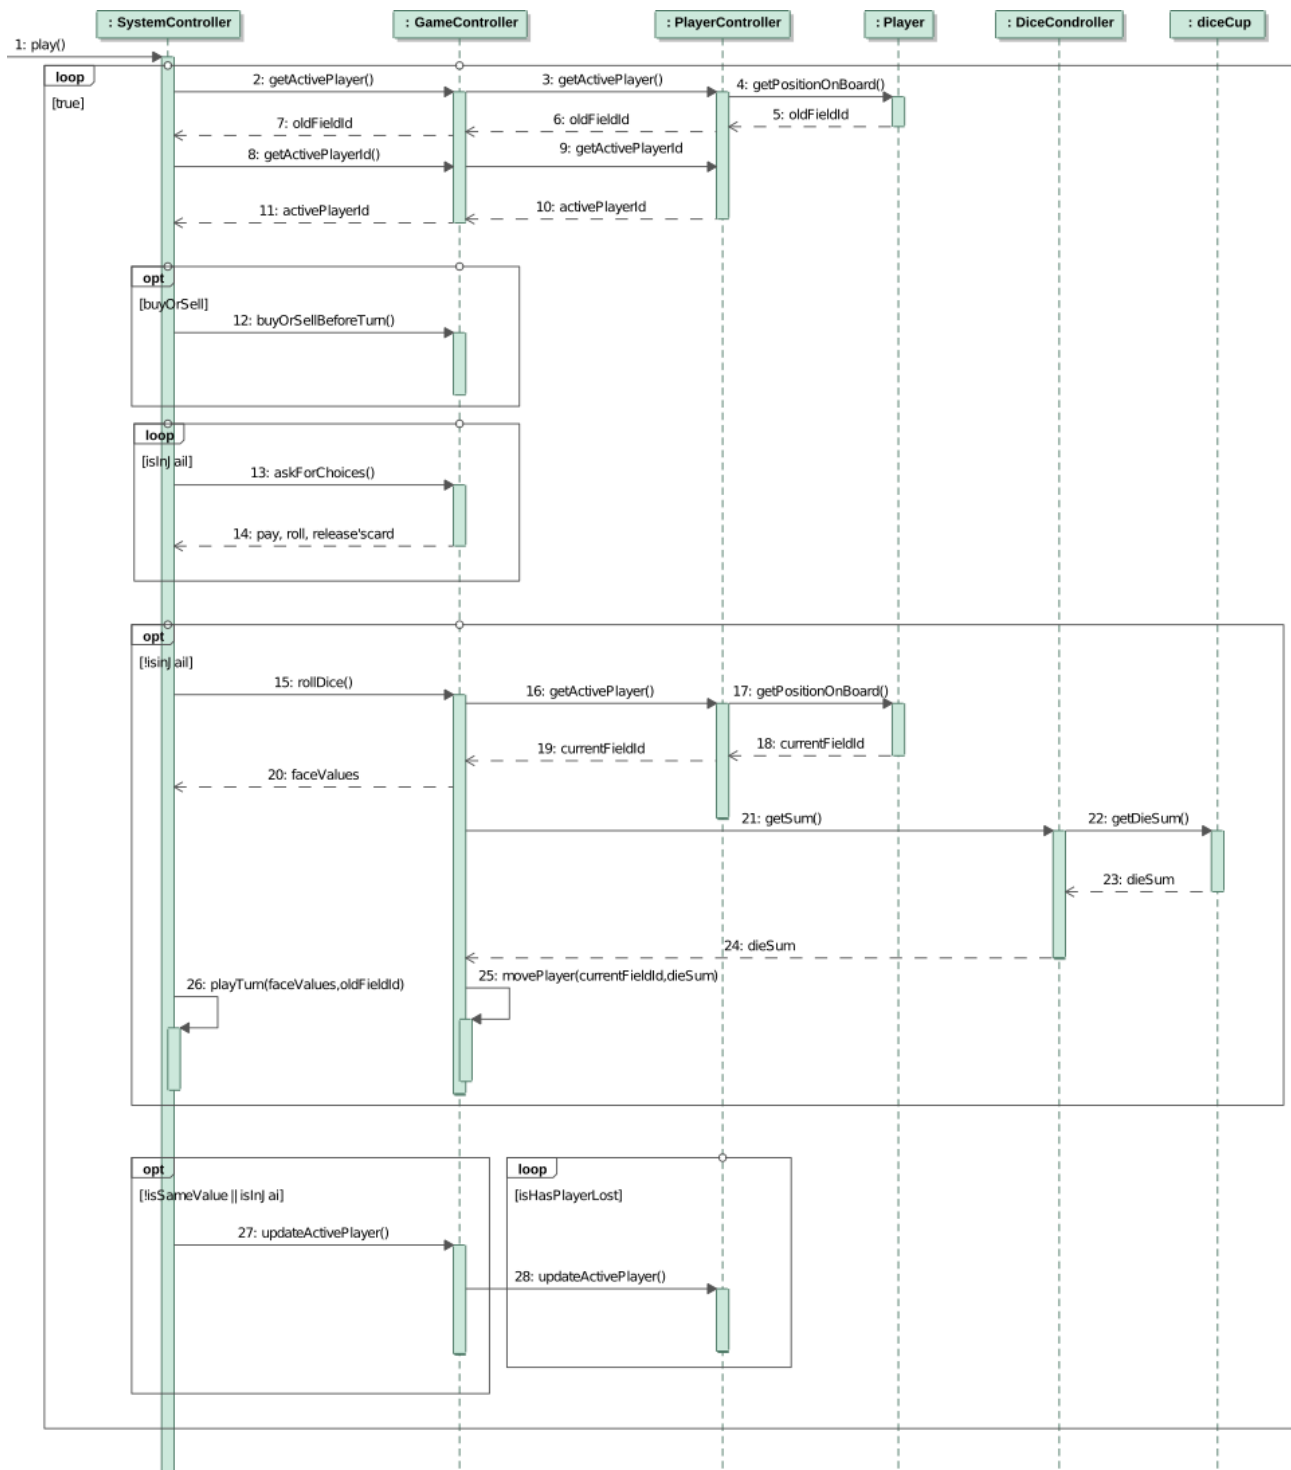 : SystemController
: GameController
: PlayerController
: Player
: DiceCondroller
: diceCup
1: play()
loop
[true]
2: getActivePlayer()
3: getActivePlayer()
4: getPositionOnBoard()
5: oldFieldId
6: oldFieldId
7: oldFieldId
8: getActivePlayerId()
9: getActivePlayerId
10: activePlayerId
11: activePlayerId
opt
[buyOrSell]
12: buyOrSellBeforeTurn()
loop
[isInJail]
13: askForChoices()
14: pay, roll, release'scard
opt
[!isinJail]
15: rollDice()
16: getActivePlayer()
17: getPositionOnBoard()
18: currentFieldId
19: currentFieldId
20: faceValues
21: getSum()
22: getDieSum()
23: dieSum
24: dieSum
25: movePlayer(currentFieldId,dieSum)
26: playTurn(faceValues,oldFieldId)
opt
[!isSameValue || isInJai]
loop
[isHasPlayerLost]
27: updateActivePlayer()
28: updateActivePlayer()